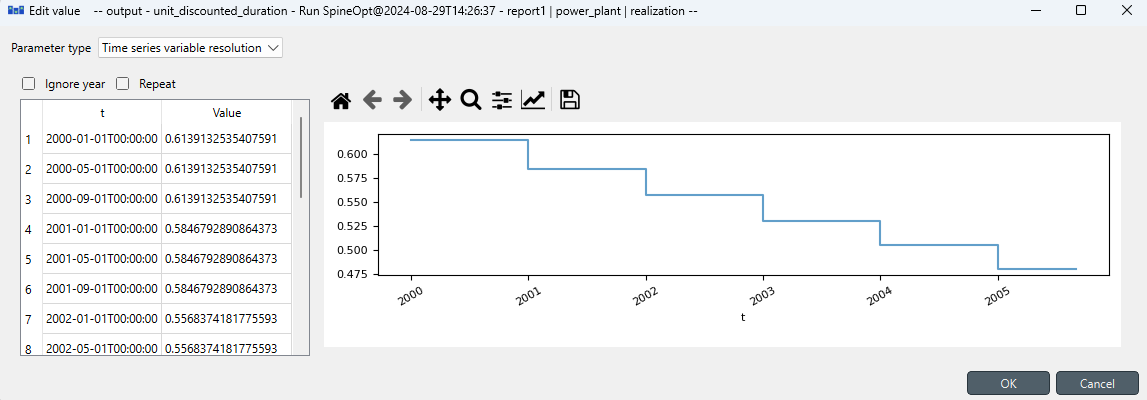 Edit value -- output - unit_discounted_duration - Run SpineOpt@2024-08-29T14:26:37 - report1 | power_plant | realization --
Parameter type Time series variable resolution
Ignore year Repeat
t Value
1 2000-01-01T00:00:00 0.6139132535407591
2 2000-05-01T00:00:00 0.6139132535407591
3 2000-09-01T00:00:00 0.6139132535407591
4 2001-01-01T00:00:00 0.5846792890864373
5 2001-05-01T00:00:00 0.5846792890864373
6 2001-09-01T00:00:00 0.5846792890864373
7 2002-01-01T00:00:00 0.5568374181775593
8 2002-05-01T00:00:00 0.5568374181775593
0.600
0.575
0.550
0.525
0.500
0.475
2000 2001 2002 2003 2004 2005
t
OK Cancel